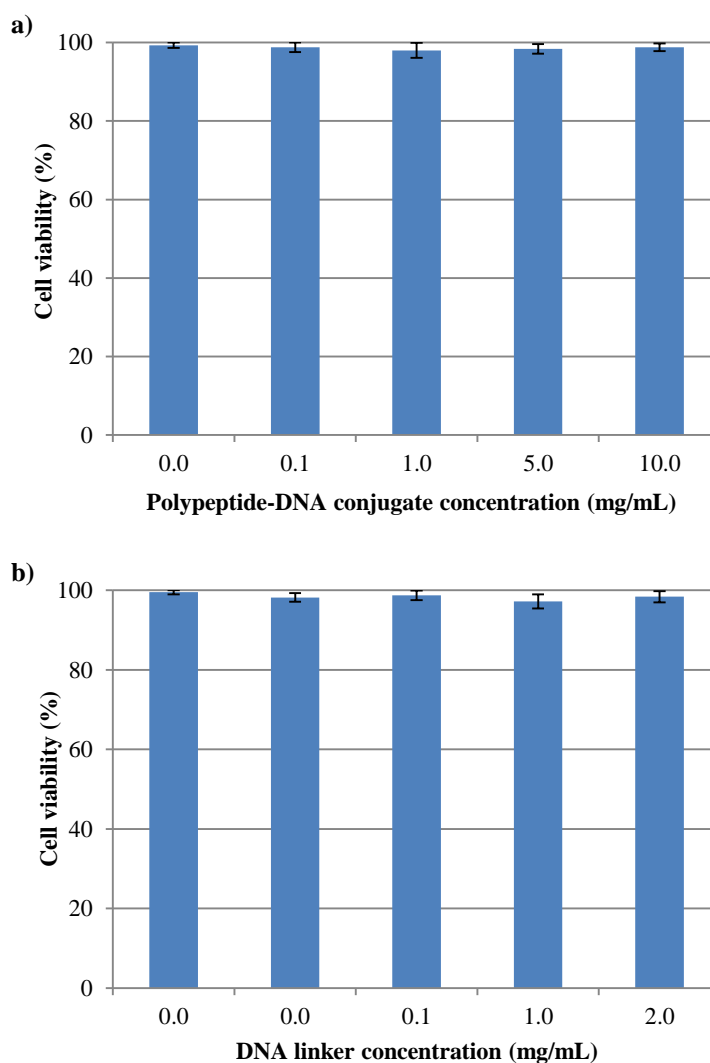 a)
100
80
60
40
20
0
Cell viability (%)
0.0 0.1 1.0 5.0 10.0
Polypeptide-DNA conjugate concentration (mg/mL)
b)
100
80
60
40
20
0
Cell viability (%)
0.0 0.0 0.1 1.0 2.0
DNA linker concentration (mg/mL)